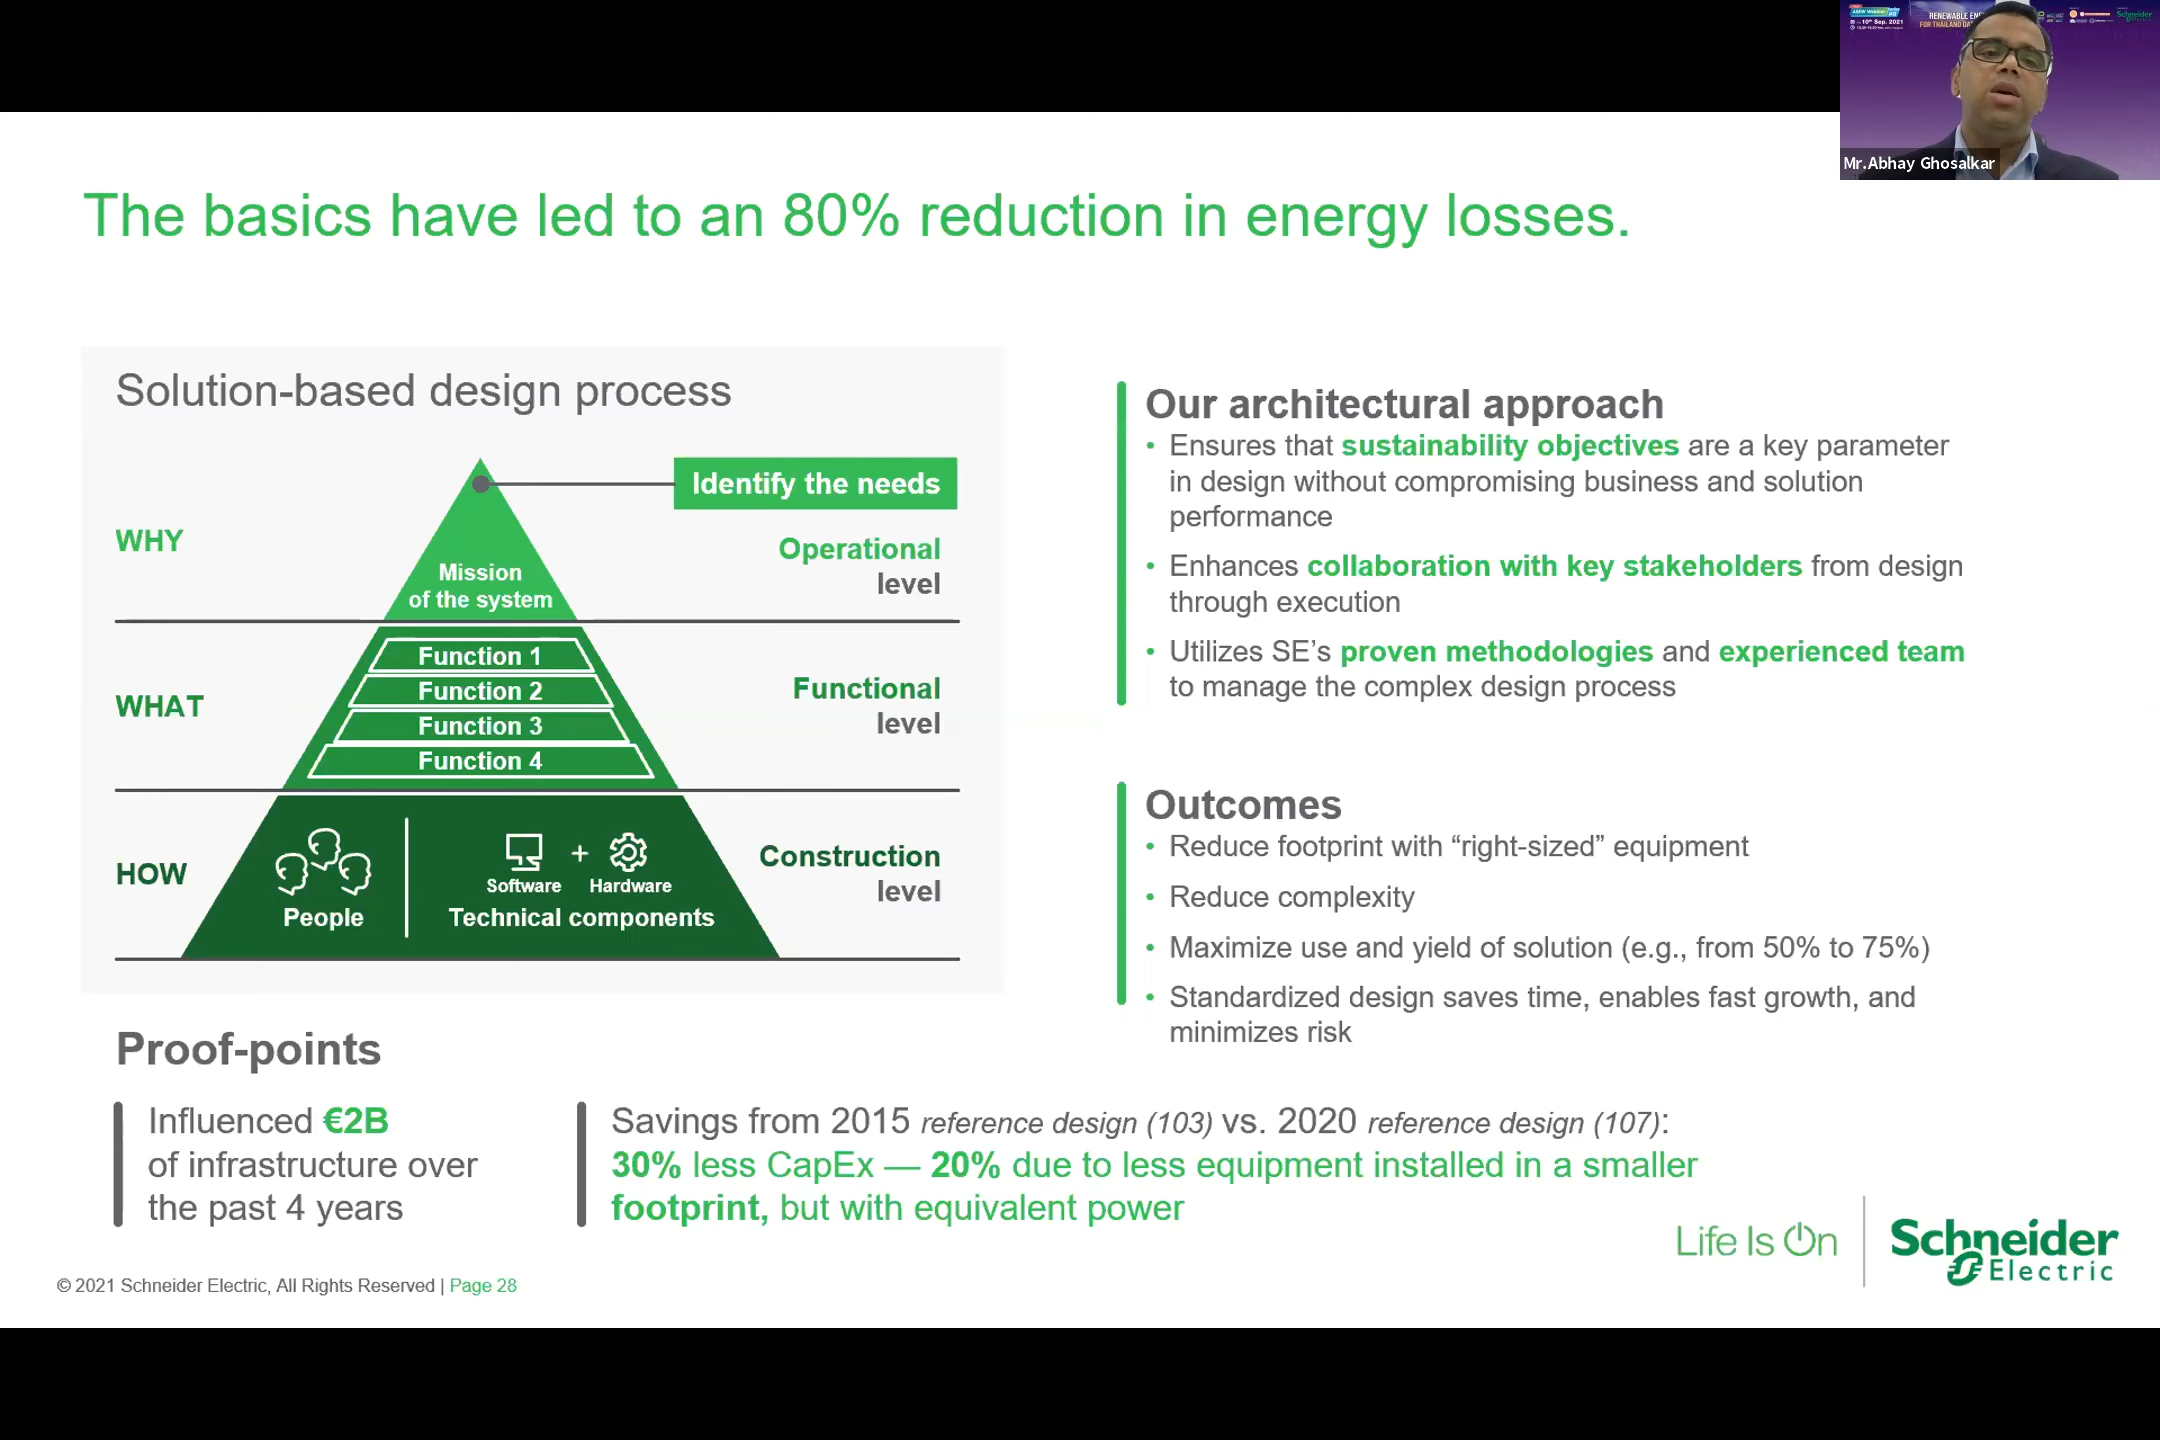 10th Sep. 2021
RENEWABLE
FOR THAILAND
Schneider
Mr.Abhay Ghosalkar
The basics have led to an 80% reduction in energy losses.
Solution-based design process
Identify the needs
WHY
Operational
level
Mission
of the system
WHAT
Function 1
Function 2
Function 3
Function 4
Functional
level
HOW
People
+
Software
Hardware
Technical components
Construction
level
Our architectural approach
• Ensures that sustainability objectives are a key parameter
in design without compromising business and solution
performance
• Enhances collaboration with key stakeholders from design
through execution
• Utilizes SE’s proven methodologies and experienced team
to manage the complex design process
Outcomes
• Reduce footprint with “right-sized” equipment
• Reduce complexity
• Maximize use and yield of solution (e.g., from 50% to 75%)
• Standardized design saves time, enables fast growth, and
minimizes risk
Proof-points
Influenced €2B
of infrastructure over
the past 4 years
Savings from 2015 reference design (103) vs. 2020 reference design (107):
30% less CapEx — 20% due to less equipment installed in a smaller
footprint, but with equivalent power
Life Is On
Schneider
Electric
© 2021 Schneider Electric, All Rights Reserved | Page 28